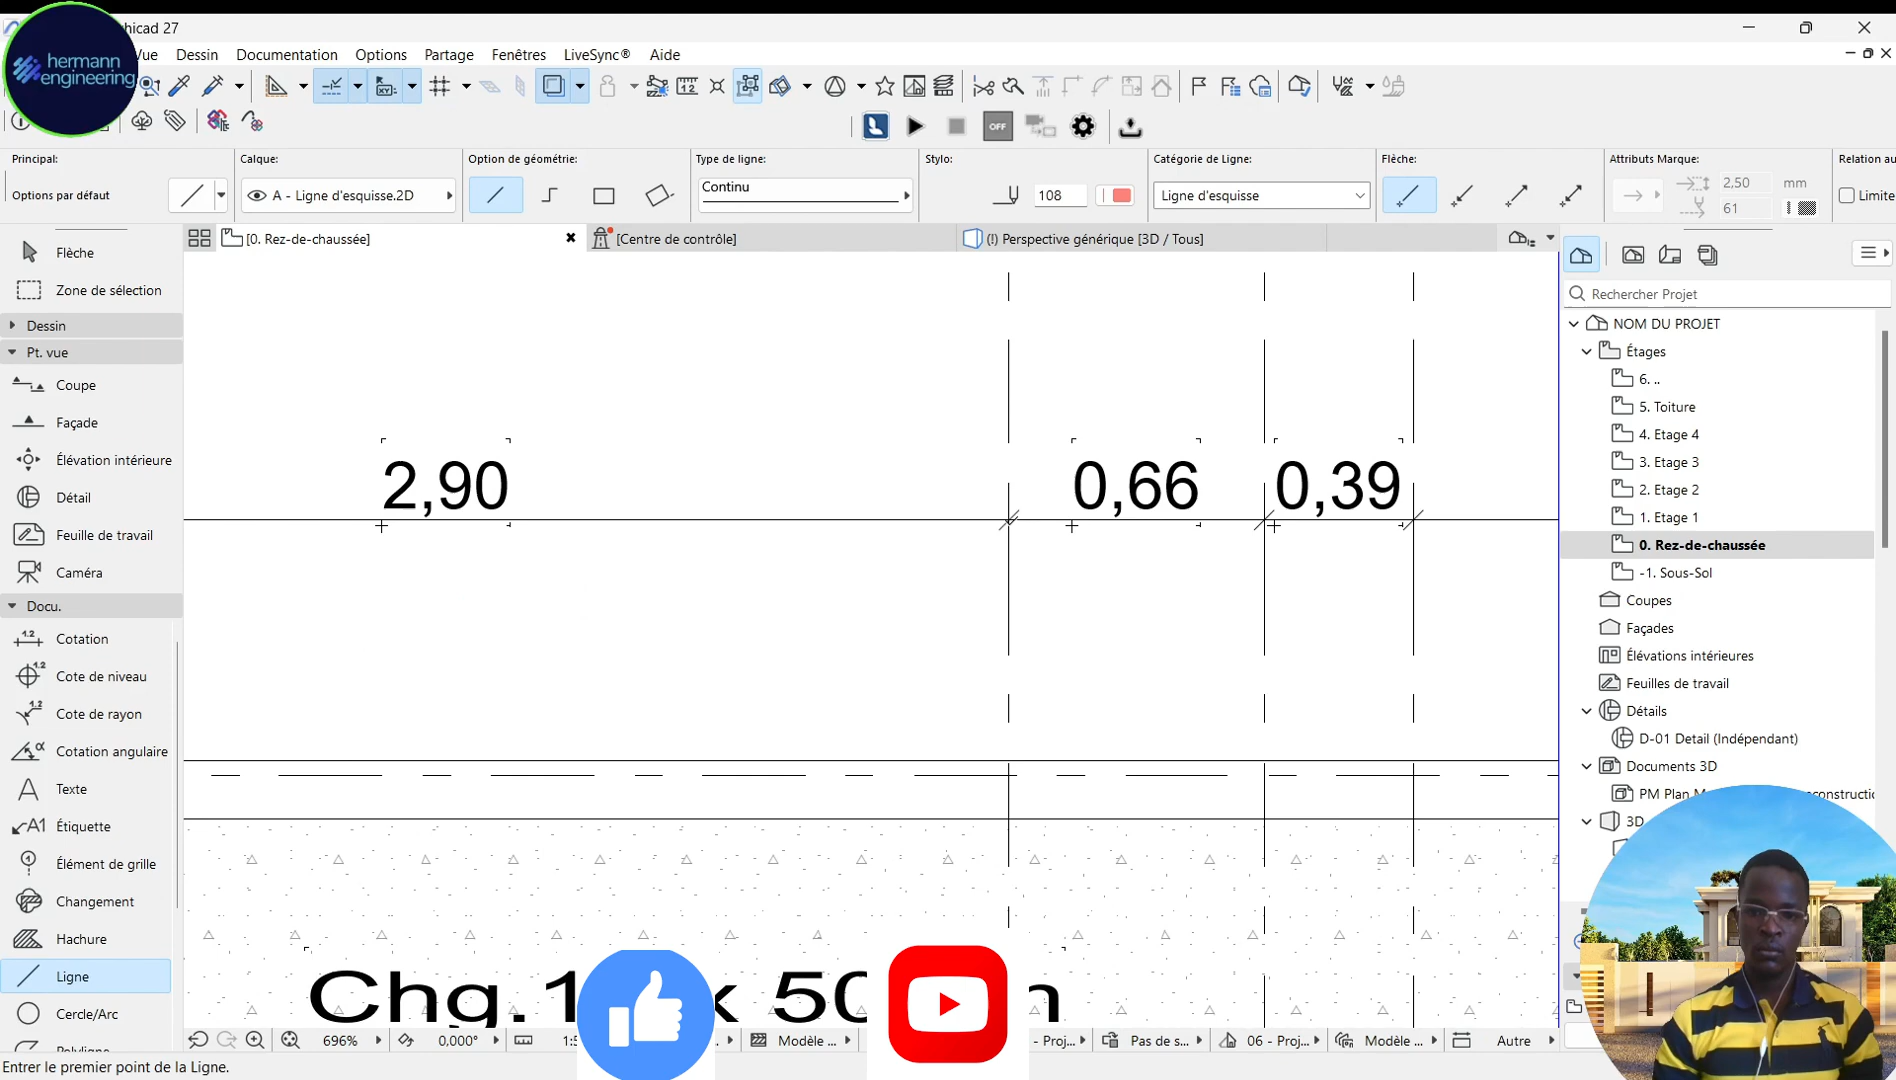 hermann
engineering
hicad 27
Vue Dessin Documentation Options Partage Fenêtres LiveSync® Aide
OFF
Principal:
Calque:
Option de géométrie:
Type de ligne:
Stylo:
Catégorie de Ligne:
Flèche:
Attributs Marque:
Relation au
Options par défaut
A - Ligne d'esquisse.2D
Continu
108
Ligne d'esquisse
2,50 mm
61
Limite
[0. Rez-de-chaussée]
[Centre de contrôle]
(!) Perspective générique [3D / Tous]
Flèche
Zone de sélection
Dessin
Pt. vue
Coupe
Façade
Élévation intérieure
Détail
Feuille de travail
Caméra
Docu.
Cotation
Cote de niveau
Cote de rayon
Cotation angulaire
Texte
Étiquette
Élément de grille
Changement
Hachure
Ligne
Cercle/Arc
Polyligne
2,90
0,66
0,39
Rechercher Projet
NOM DU PROJET
Étages
6. ..
5. Toiture
4. Etage 4
3. Etage 3
2. Etage 2
1. Etage 1
0. Rez-de-chaussée
-1. Sous-Sol
Coupes
Façades
Élévations intérieures
Feuilles de travail
Détails
D-01 Detail (Indépendant)
Documents 3D
PM Plan
3D
696%
0,000°
Modèle ...
- Proj...
Pas de s...
06 - Proj...
Modèle ...
Autre
Entrer le premier point de la Ligne.